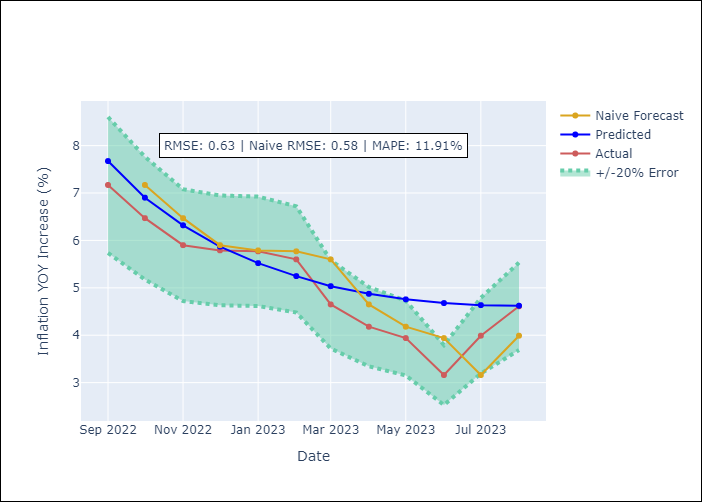 RMSE: 0.63 | Naive RMSE: 0.58 | MAPE: 11.91%
Naive Forecast
Predicted
Actual
+/-20% Error
Inflation YOY Increase (%)
8
7
6
5
4
3
Sep 2022
Nov 2022
Jan 2023
Mar 2023
May 2023
Jul 2023
Date